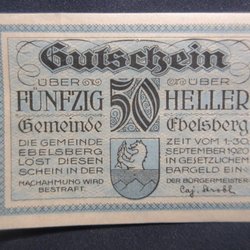 Gutschein
ÜBER 50 ÜBER
FÜNFZIG HELLER
Gemeinde Ebelsberg
DIE GEMEINDE
EBELSBERG
LÖST DIESEN
SCHEIN IN DER
NACHAHMUNG WIRD
BESTRAFT.
ZEIT VOM 1.-30.
SEPTEMBER 1920
IN GESETZLICHEM
BARGELD EIN.
DER BÜRGERMEISTER